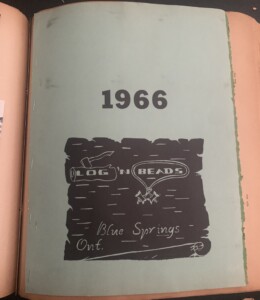 1966
LOG 'N BEADS
Blue Springs
Ont.